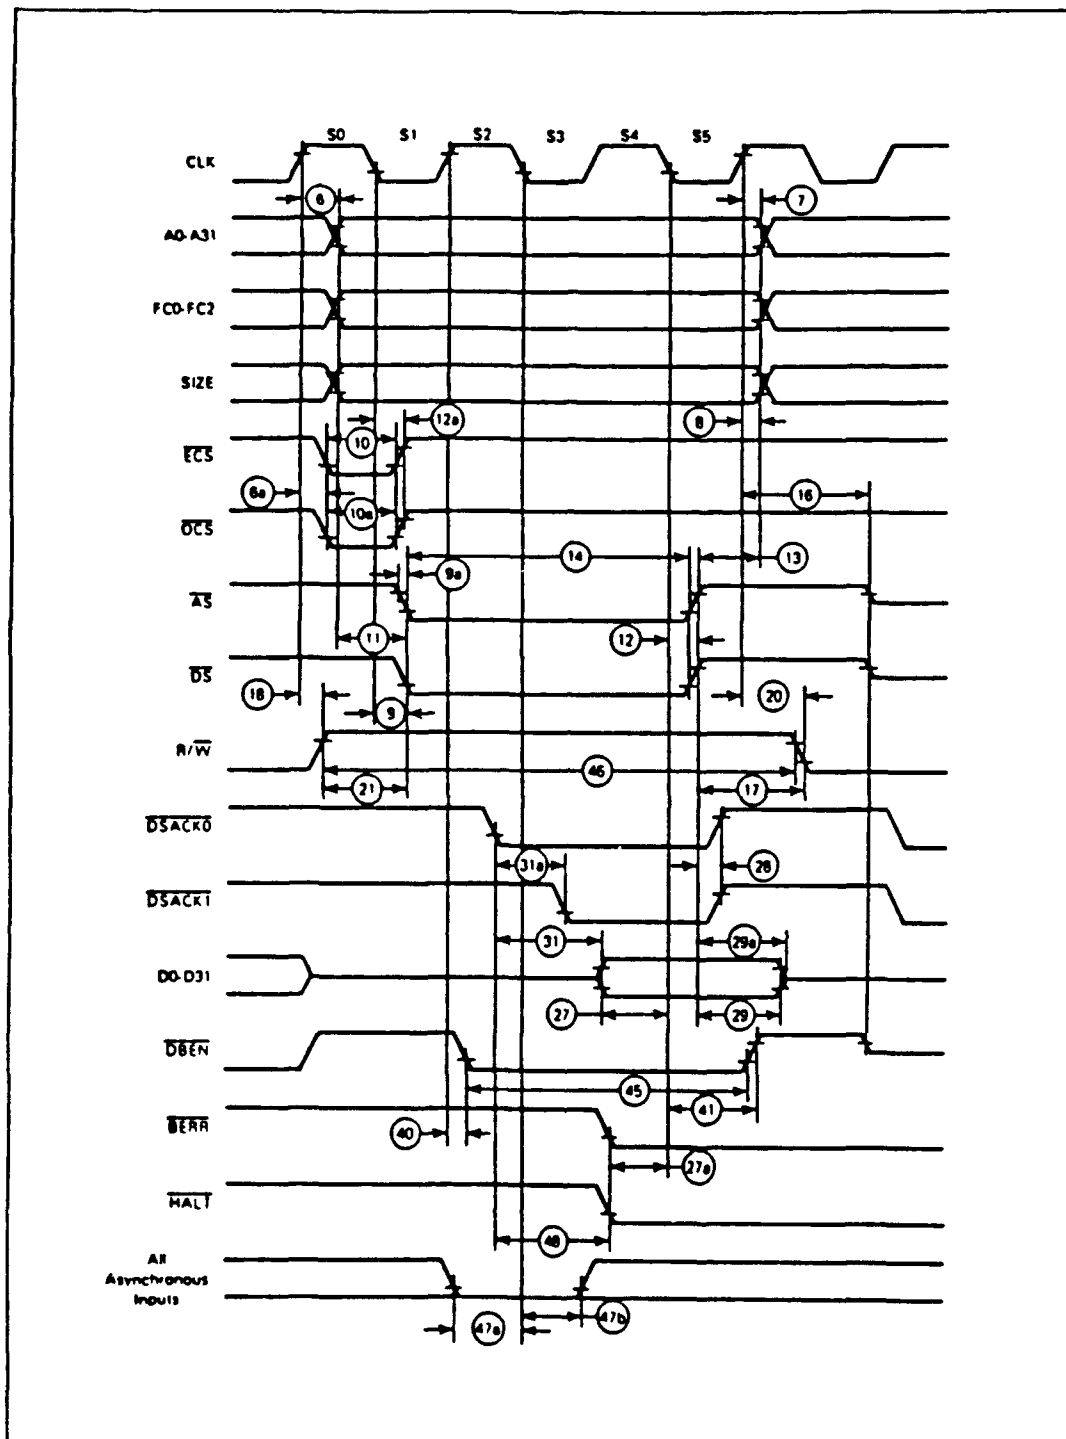 S0 S1 S2 S3 S4 S5
CLK
6 7
A0-A31
FC0-FC2
SIZE
12a 8
10
ECS
6a 16
10a
OCS
14 13
9a
AS
11 12
DS
18 9 20
R/W
46
21 17
DSACK0
31a 28
DSACK1
31 29a
D0-D31
27 29
DBEN
45
41
BERR
40
27a
HALT
48
All
Asynchronous
Inputs
47a 47b